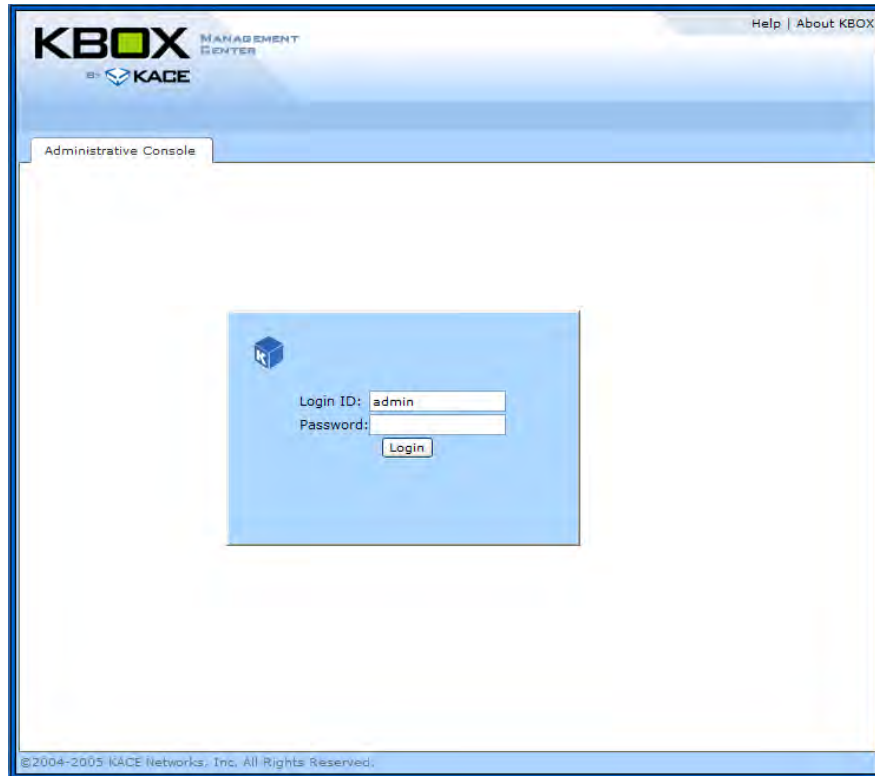 Help | About KBOX
KBOX MANAGEMENT CENTER
BY KACE
Administrative Console
K
Login ID: admin
Password:
Login
©2004-2005 KACE Networks, Inc. All Rights Reserved.